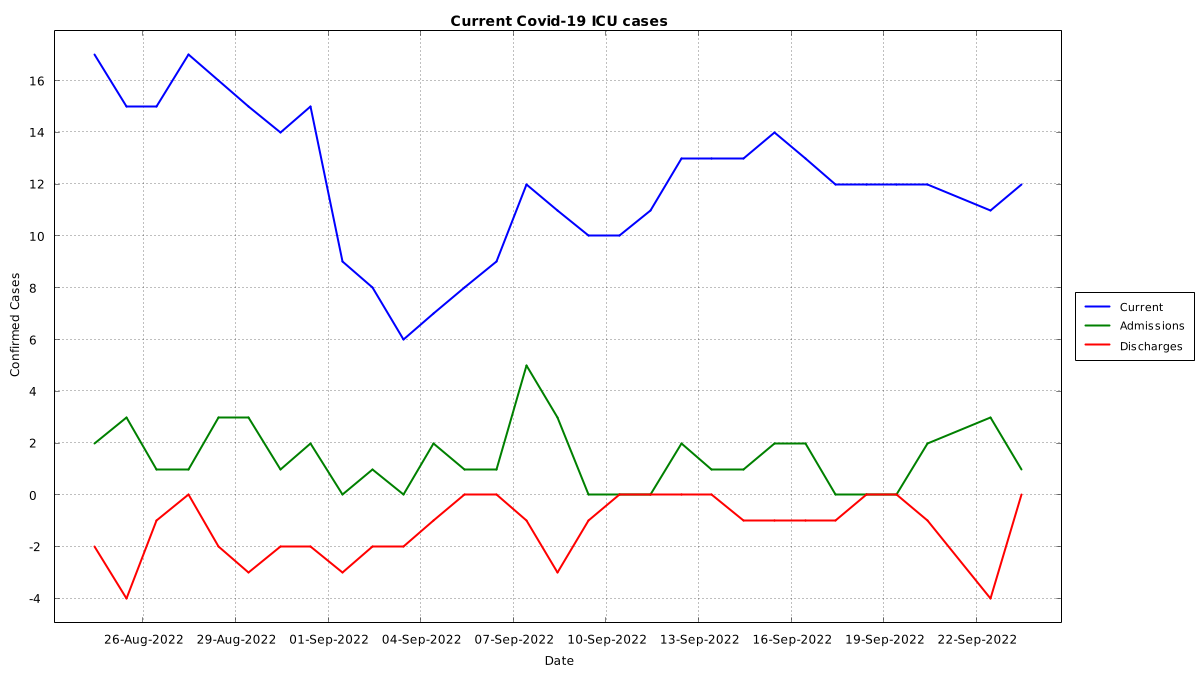 Current Covid-19 ICU cases
Confirmed Cases
16
14
12
10
8
6
4
2
0
-2
-4
26-Aug-2022 29-Aug-2022 01-Sep-2022 04-Sep-2022 07-Sep-2022 10-Sep-2022 13-Sep-2022 16-Sep-2022 19-Sep-2022 22-Sep-2022
Date
Current
Admissions
Discharges